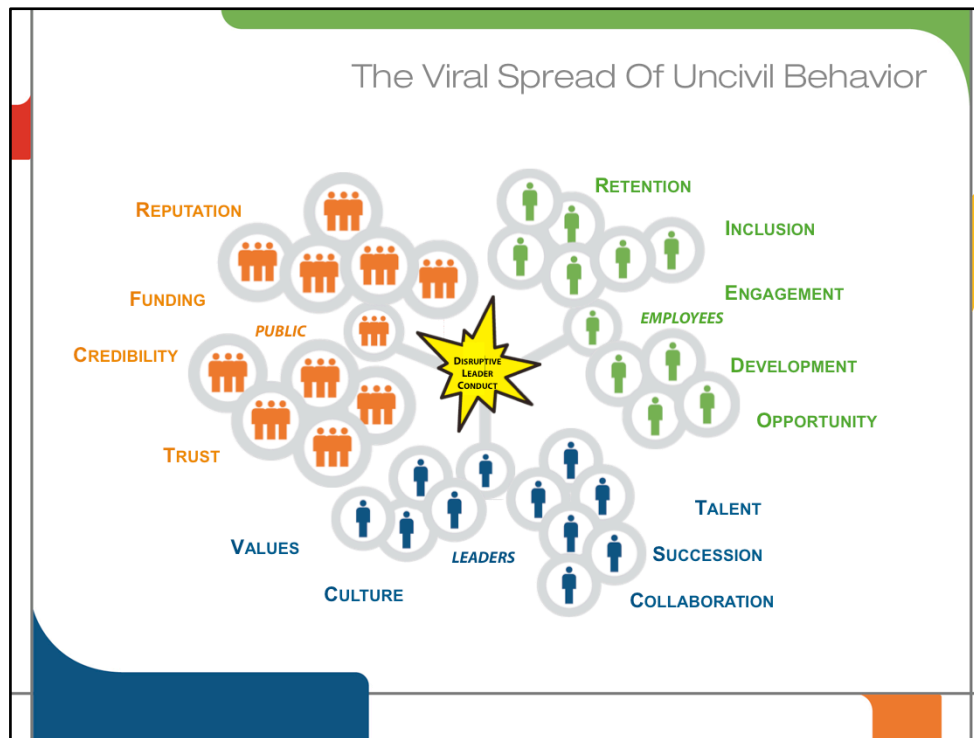 The Viral Spread Of Uncivil Behavior
REPUTATION
FUNDING
PUBLIC
CREDIBILITY
TRUST
RETENTION
INCLUSION
ENGAGEMENT
EMPLOYEES
DEVELOPMENT
OPPORTUNITY
DISRUPTIVE
LEADER
CONDUCT
VALUES
CULTURE
LEADERS
TALENT
SUCCESSION
COLLABORATION